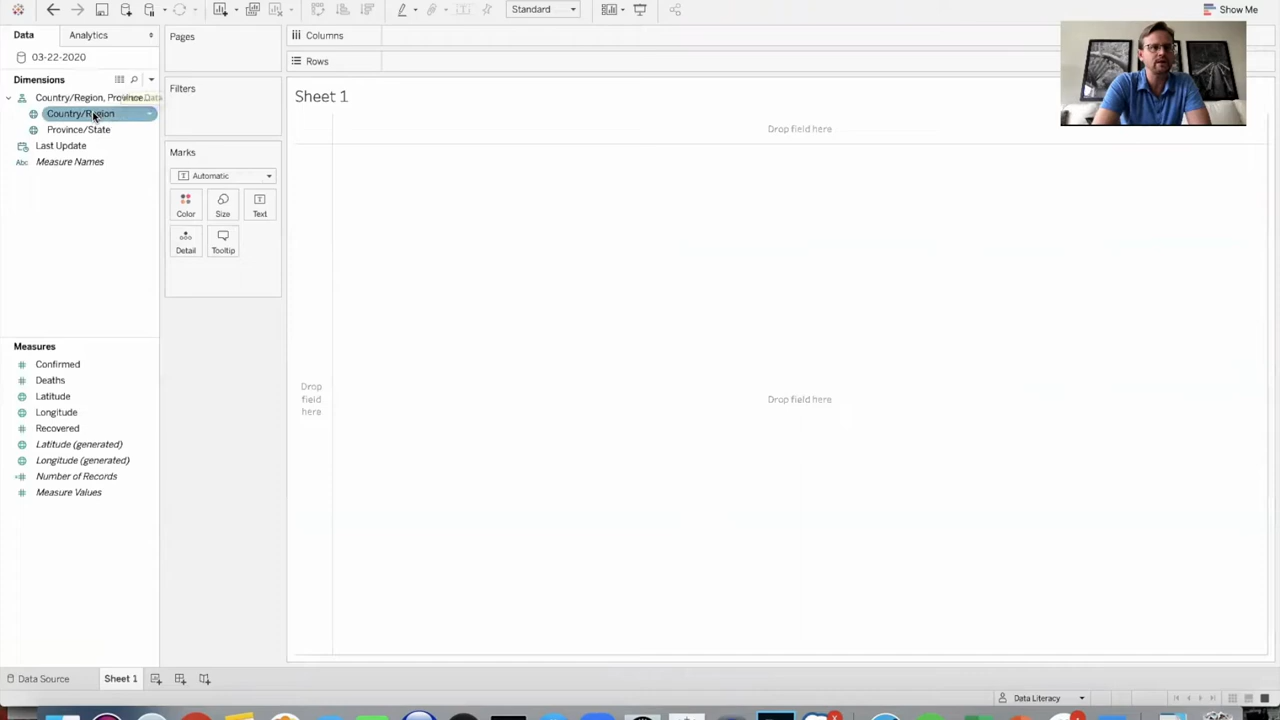 Standard
Show Me
Data
Analytics
Pages
Columns
03-22-2020
Rows
Dimensions
Filters
Country/Region, Province
Sheet 1
Country/Region
Province/State
Drop field here
Last Update
Marks
Abc Measure Names
Automatic
Color
Size
Text
Detail
Tooltip
Measures
Confirmed
Deaths
Latitude
Longitude
Recovered
Latitude (generated)
Longitude (generated)
Number of Records
Measure Values
Drop
field
here
Drop field here
Data Source
Sheet 1
Data Literacy